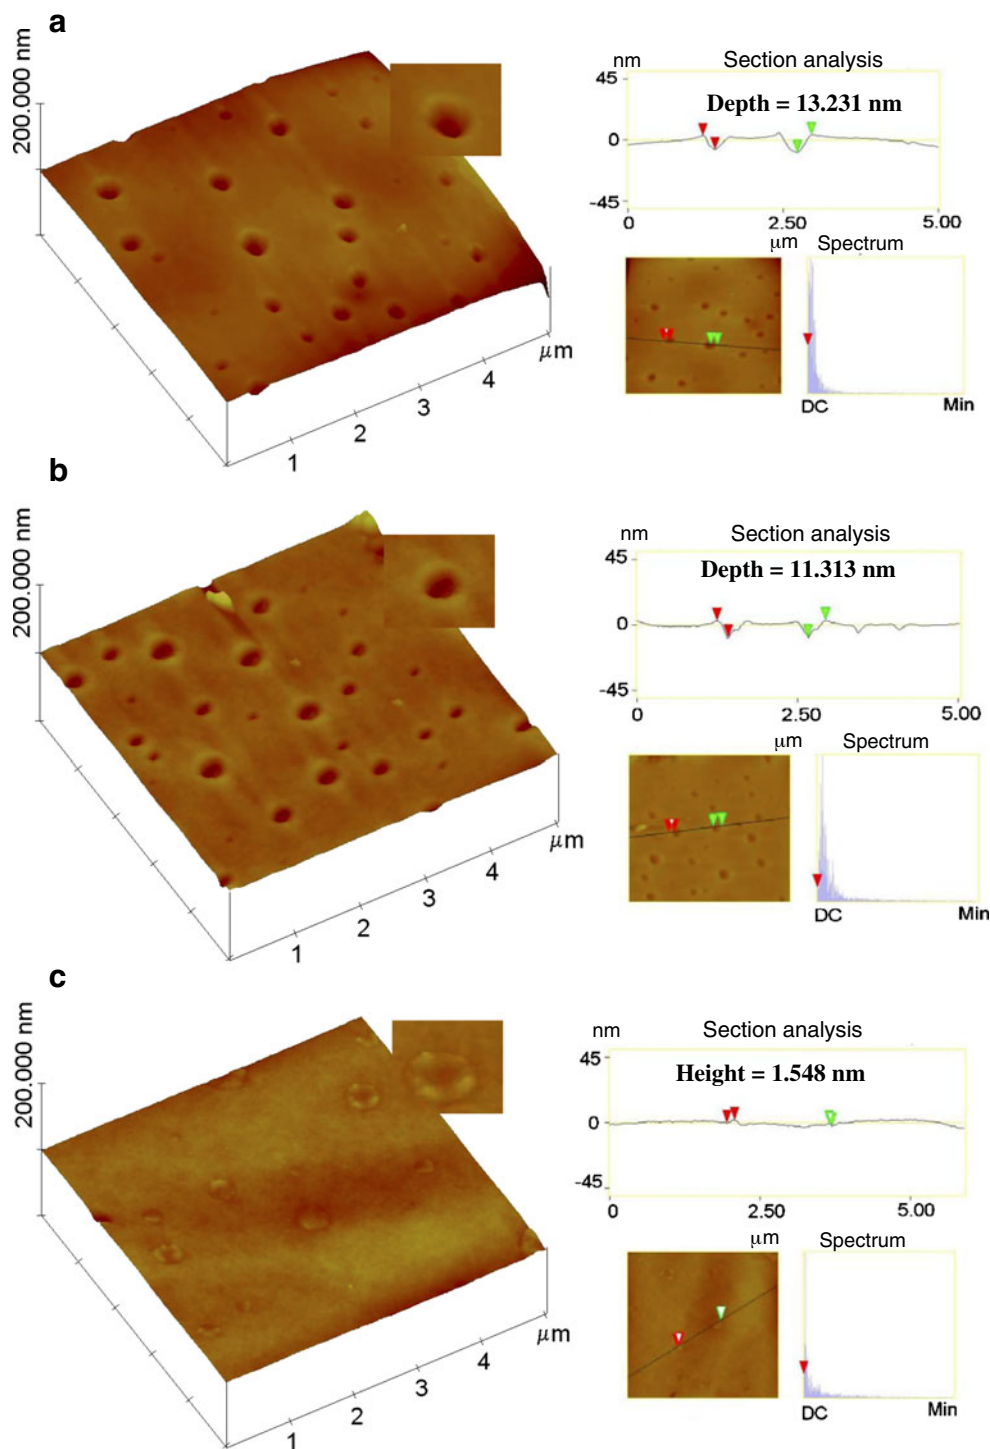 a
200.000 nm
1
2
3
4
μm
nm
Section analysis
45
Depth = 13.231 nm
0
-45
0
2.50
5.00
μm
Spectrum
DC
Min
b
200.000 nm
1
2
3
4
μm
nm
Section analysis
45
Depth = 11.313 nm
0
-45
0
2.50
5.00
μm
Spectrum
DC
Min
c
200.000 nm
1
2
3
4
μm
nm
Section analysis
45
Height = 1.548 nm
0
-45
0
2.50
5.00
μm
Spectrum
DC
Min